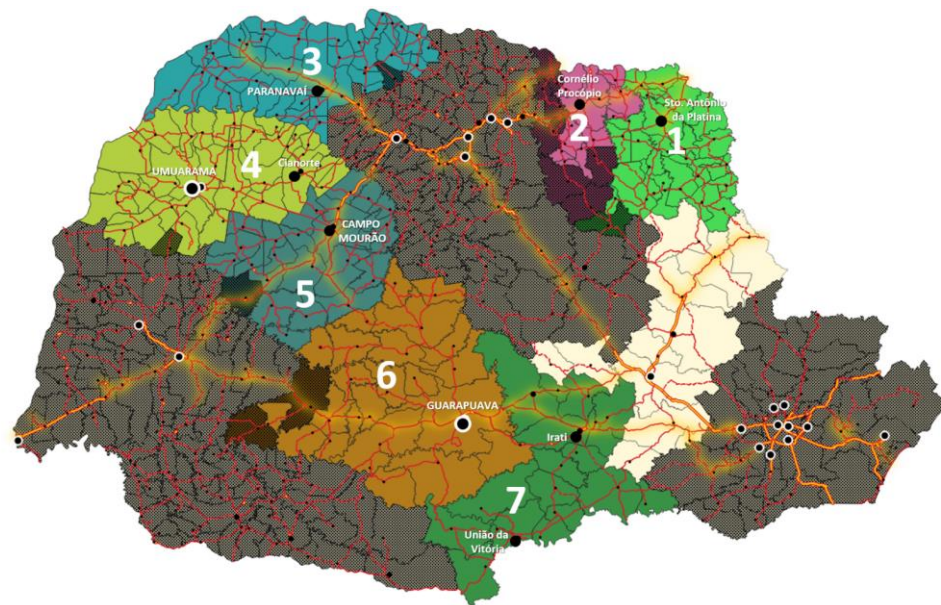 3
PARANAVAÍ
Cornélio
Procópio
2
Sto. Antônio
da Platina
1
4
Cianorte
UMUARAMA
CAMPO
MOURÃO
5
6
GUARAPUAVA
Irati
7
União da
Vitória